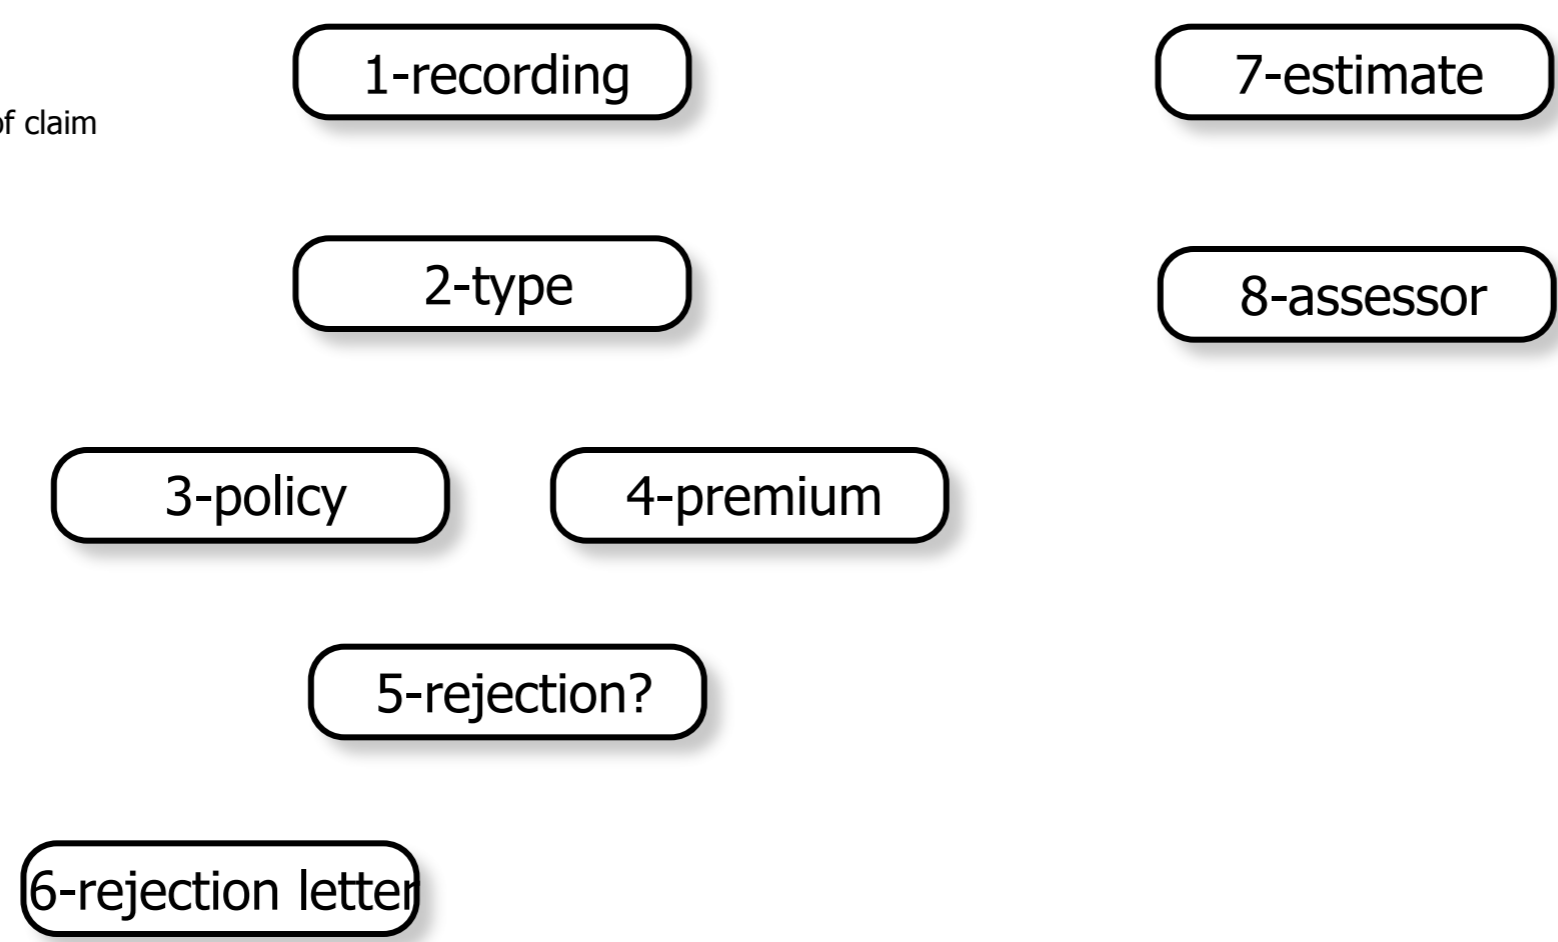 1-recording
7-estimate
of claim
2-type
8-assessor
3-policy
4-premium
5-rejection?
6-rejection letter